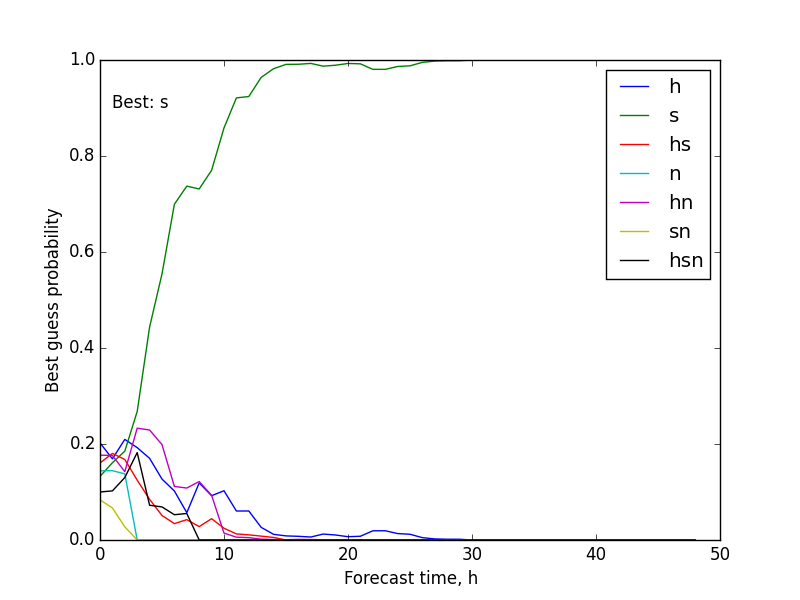 1.0
0.8
0.6
0.4
0.2
0.0
Best guess probability
Best: s
h
s
hs
n
hn
sn
hsn
0 10 20 30 40 50
Forecast time, h